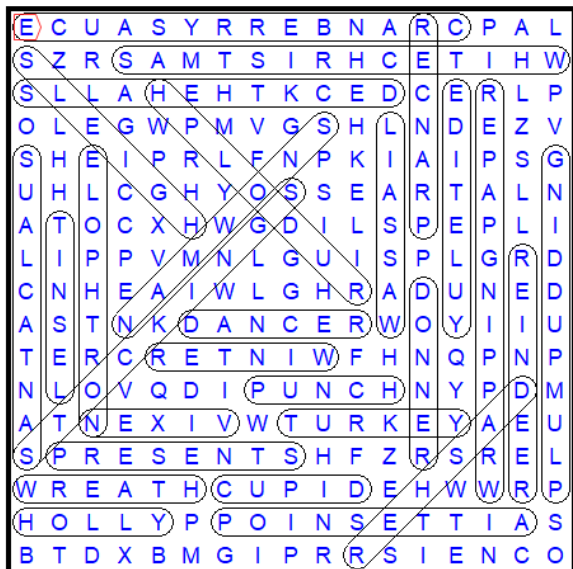 E C U A S Y R R E B N A R C P A L
S Z R S A M T S I R H C E T I H W
S L L A H E H T K C E D C E R L P
O L E G W P M V G S H L N D E Z V
S H E I P R L F N P K I A I P S G
U H L C G H Y O S S E A R T A L N
A T O C X H W G D I L S P E P L I
L I P P V M N L G U I S P L G R D
C N H E A I W L G H R A D U N E D
A S T N K D A N C E R W O Y I I U
T E R C R E T N I W F H N Q P N P
N L O V Q D I P U N C H N Y P D M
A T N E X I V W T U R K E Y A E U
S P R E S E N T S H F Z R S R E L
W R E A T H C U P I D E H W W R P
H O L L Y P P O I N S E T T I A S
B T D X B M G I P R R S I E N C O